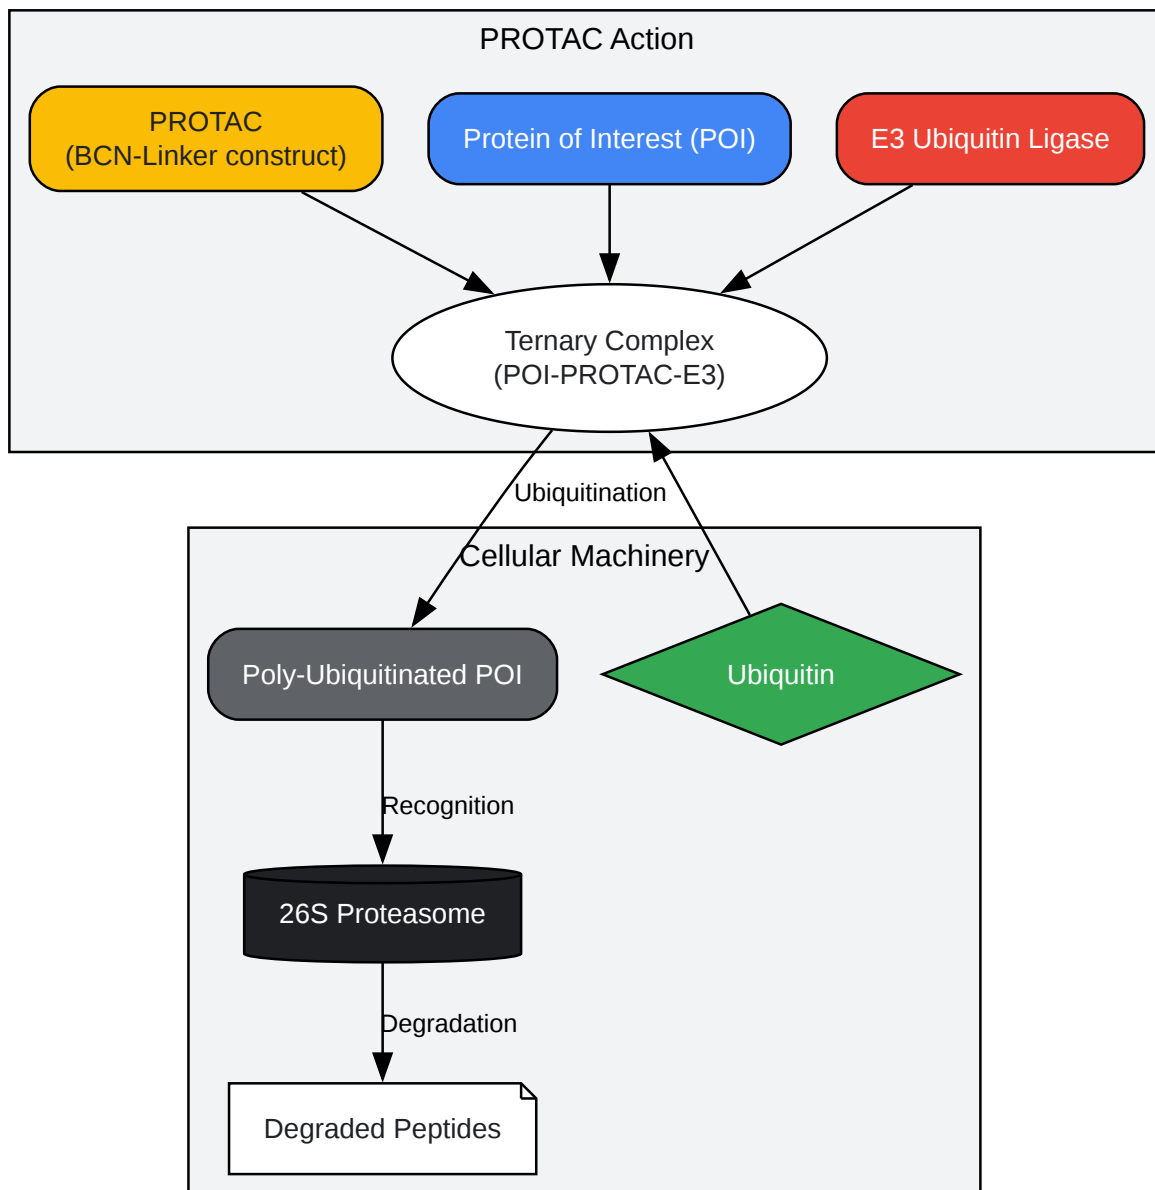 PROTAC Action
PROTAC
(BCN-Linker construct)
Protein of Interest (POI)
E3 Ubiquitin Ligase
Ternary Complex
(POI-PROTAC-E3)
Ubiquitination
Cellular Machinery
Poly-Ubiquitinated POI
Ubiquitin
Recognition
26S Proteasome
Degradation
Degraded Peptides